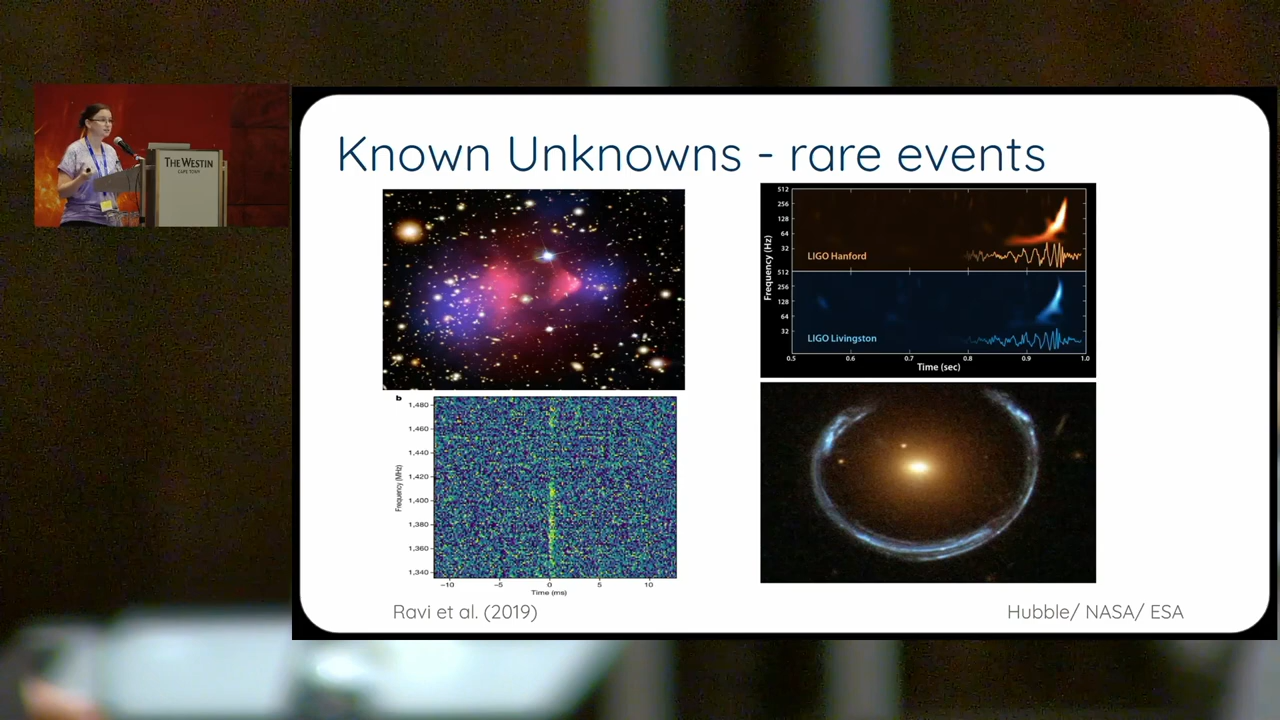 THE WESTIN
CAPE TOWN
Known Unknowns - rare events
512
256
128
64
32
LIGO Hanford
512
256
128
64
32
LIGO Livingston
Frequency (Hz)
0.5 0.6 0.7 0.8 0.9 1.0
Time (sec)
b
1,480
1,460
1,440
1,420
1,400
1,380
1,360
1,340
Frequency (MHz)
−10 −5 0 5 10
Time (ms)
Ravi et al. (2019)
Hubble/ NASA/ ESA